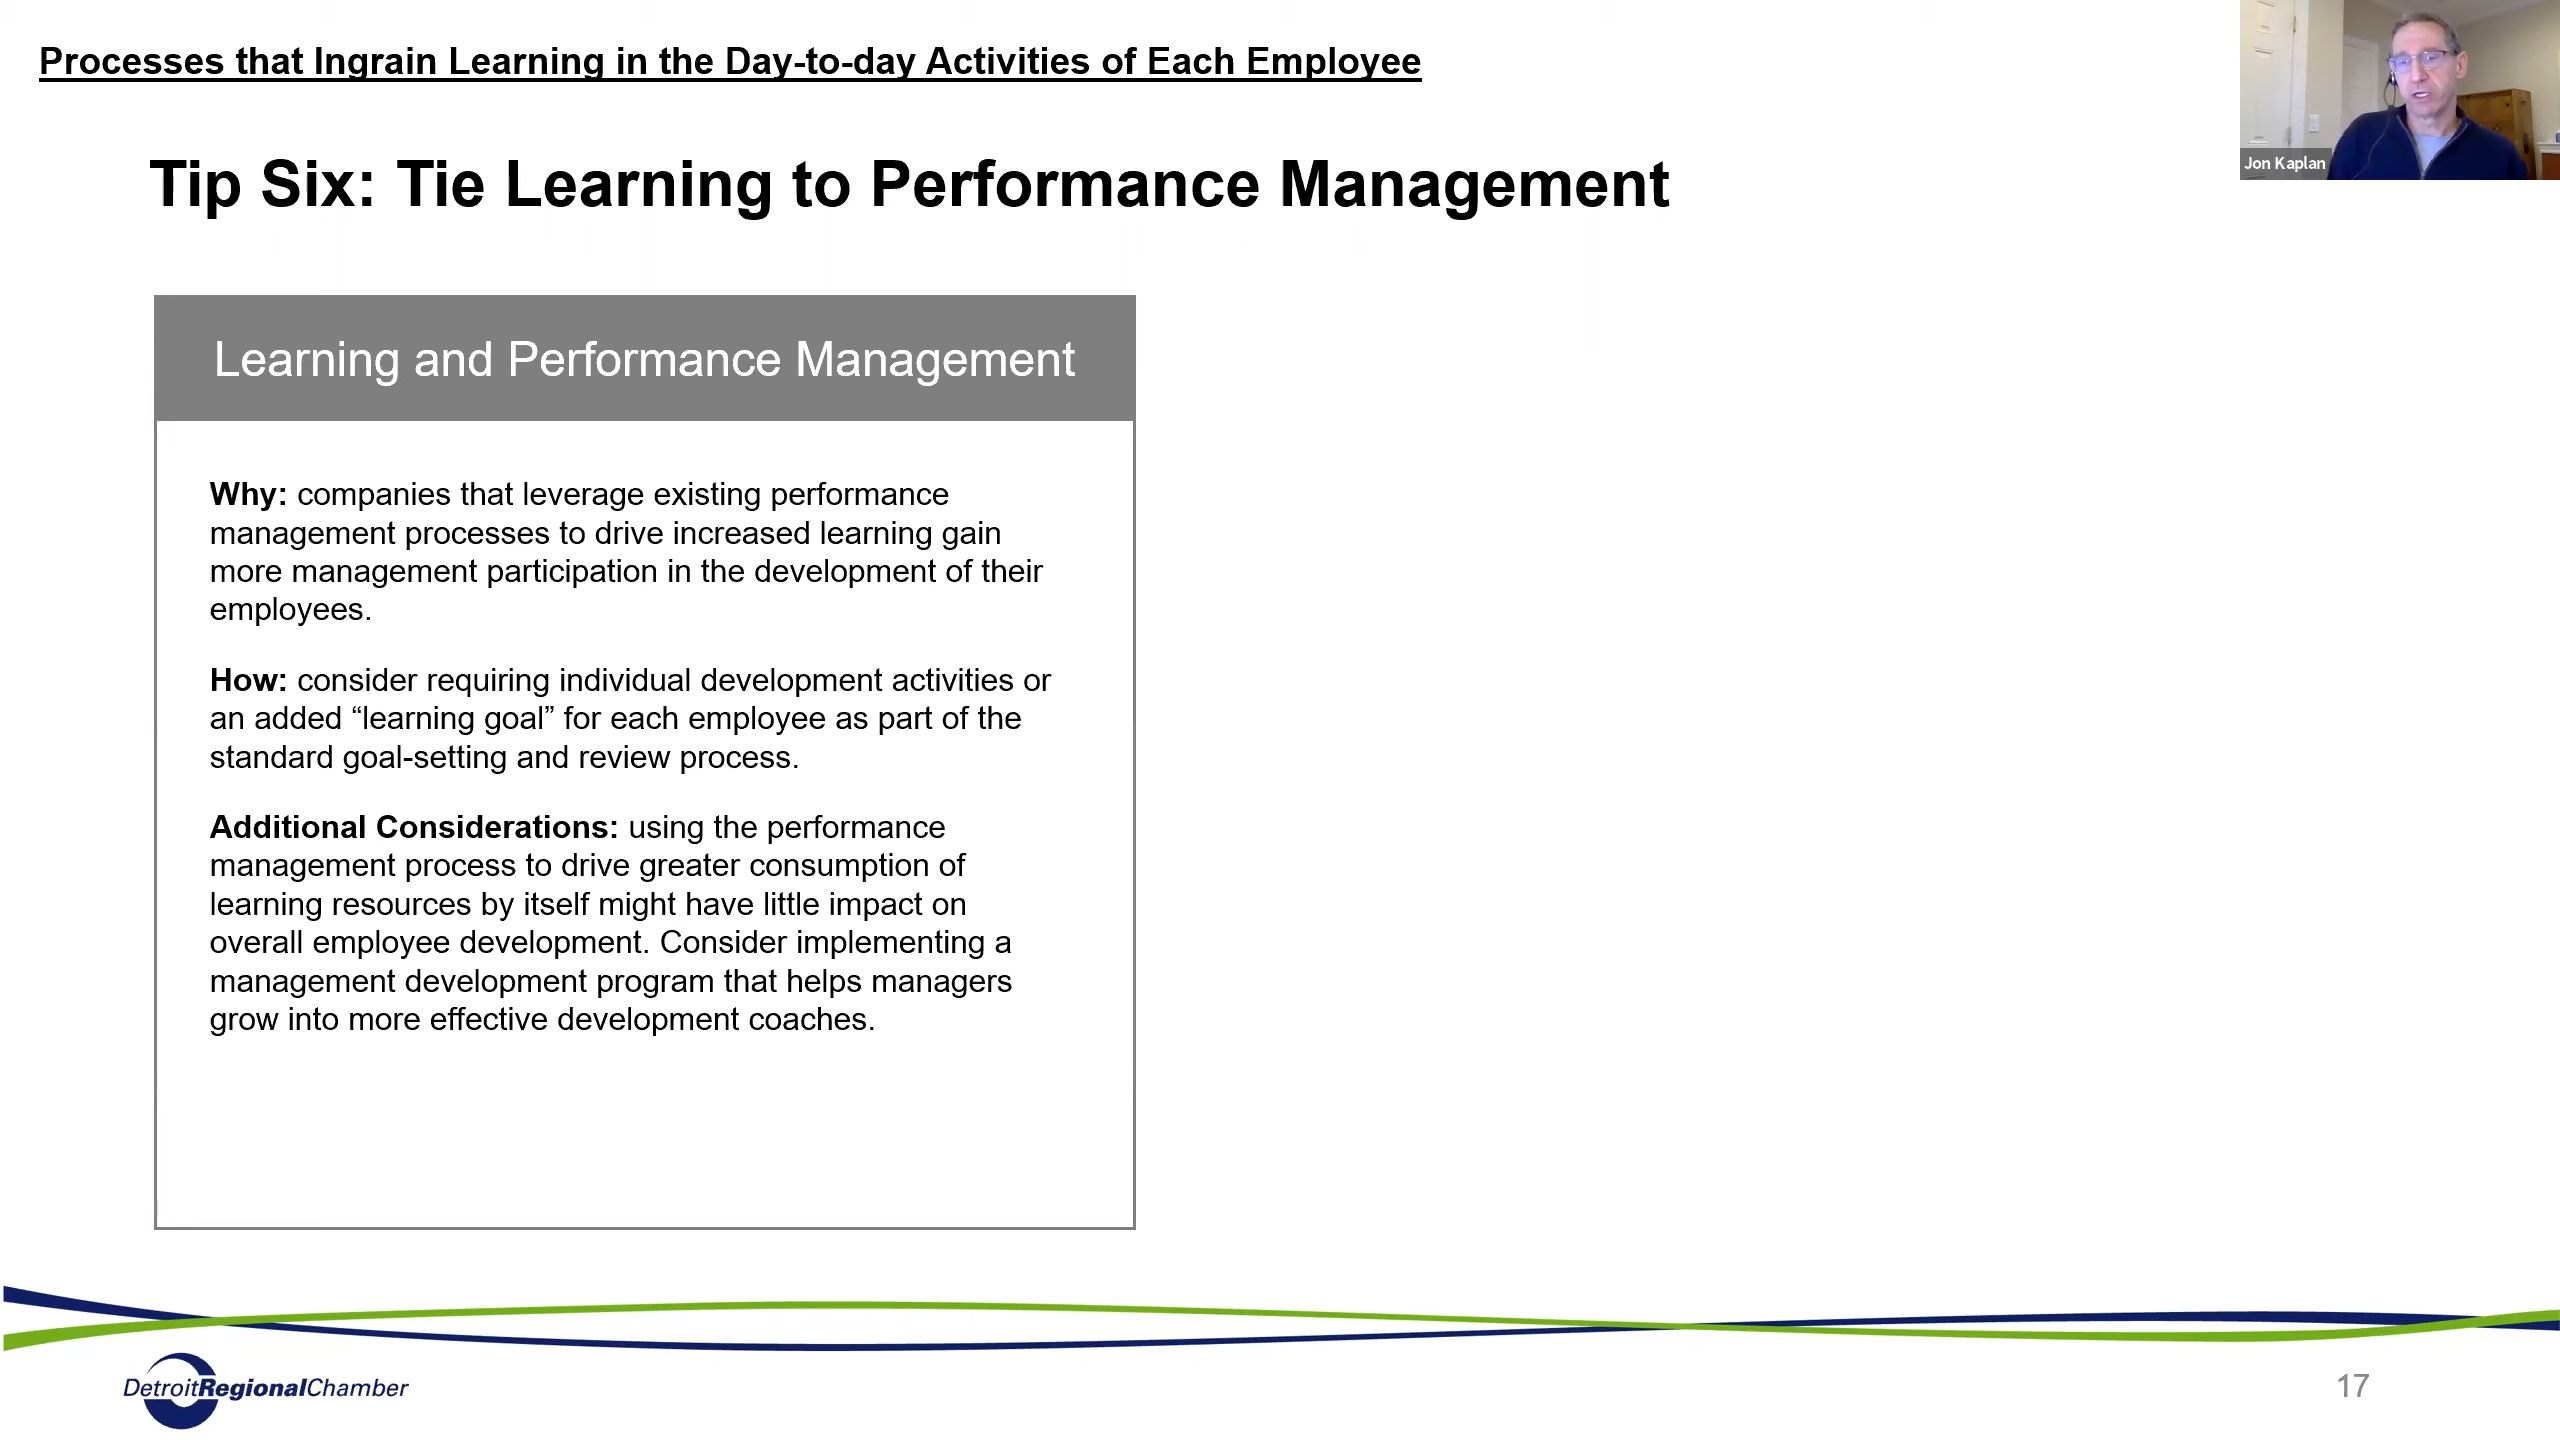 Processes that Ingrain Learning in the Day-to-day Activities of Each Employee
Jon Kaplan
Tip Six: Tie Learning to Performance Management
Learning and Performance Management
Why: companies that leverage existing performance
management processes to drive increased learning gain
more management participation in the development of their
employees.
How: consider requiring individual development activities or
an added “learning goal” for each employee as part of the
standard goal-setting and review process.
Additional Considerations: using the performance
management process to drive greater consumption of
learning resources by itself might have little impact on
overall employee development. Consider implementing a
management development program that helps managers
grow into more effective development coaches.
DetroitRegionalChamber
17